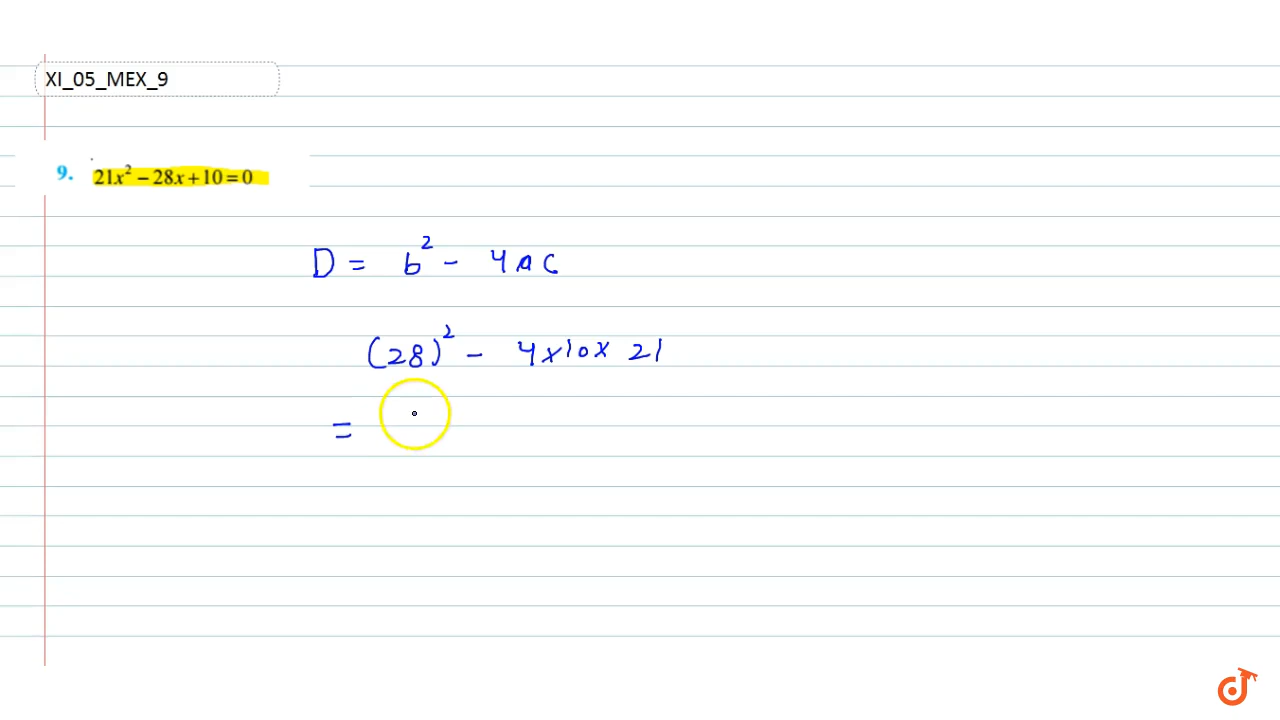 XI_05_MEX_9
9. 21x² − 28x + 10 = 0
D = b² - 4ac
(28)² - 4x10x 21
=